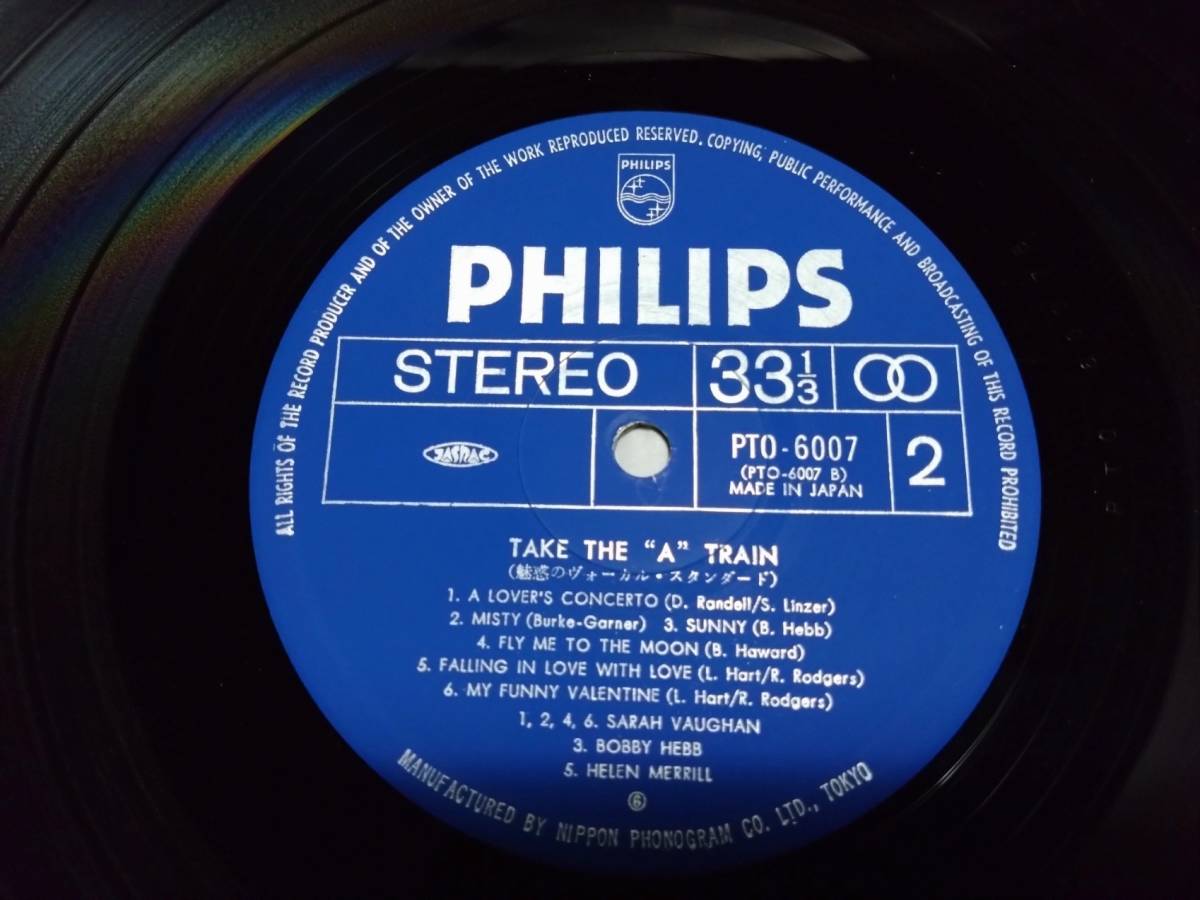 ALL RIGHTS OF THE RECORD PRODUCER AND OF THE OWNER OF THE WORK REPRODUCED RESERVED. COPYING, PUBLIC PERFORMANCE AND BROADCASTING OF THIS RECORD PROHIBITED
PHILIPS
PHILIPS
STEREO 33 1/3
JASRAC
PTO-6007
(PTO-6007 B)
MADE IN JAPAN
2
TAKE THE "A" TRAIN
(魅惑のヴォーカル・スタンダード)
1. A LOVER'S CONCERTO (D. Randell/S. Linzer)
2. MISTY (Burke-Garner) 3. SUNNY (B. Hebb)
4. FLY ME TO THE MOON (B. Haward)
5. FALLING IN LOVE WITH LOVE (L. Hart/R. Rodgers)
6. MY FUNNY VALENTINE (L. Hart/R. Rodgers)
1, 2, 4, 6. SARAH VAUGHAN
3. BOBBY HEBB
5. HELEN MERRILL
⑥
MANUFACTURED BY NIPPON PHONOGRAM CO. LTD., TOKYO